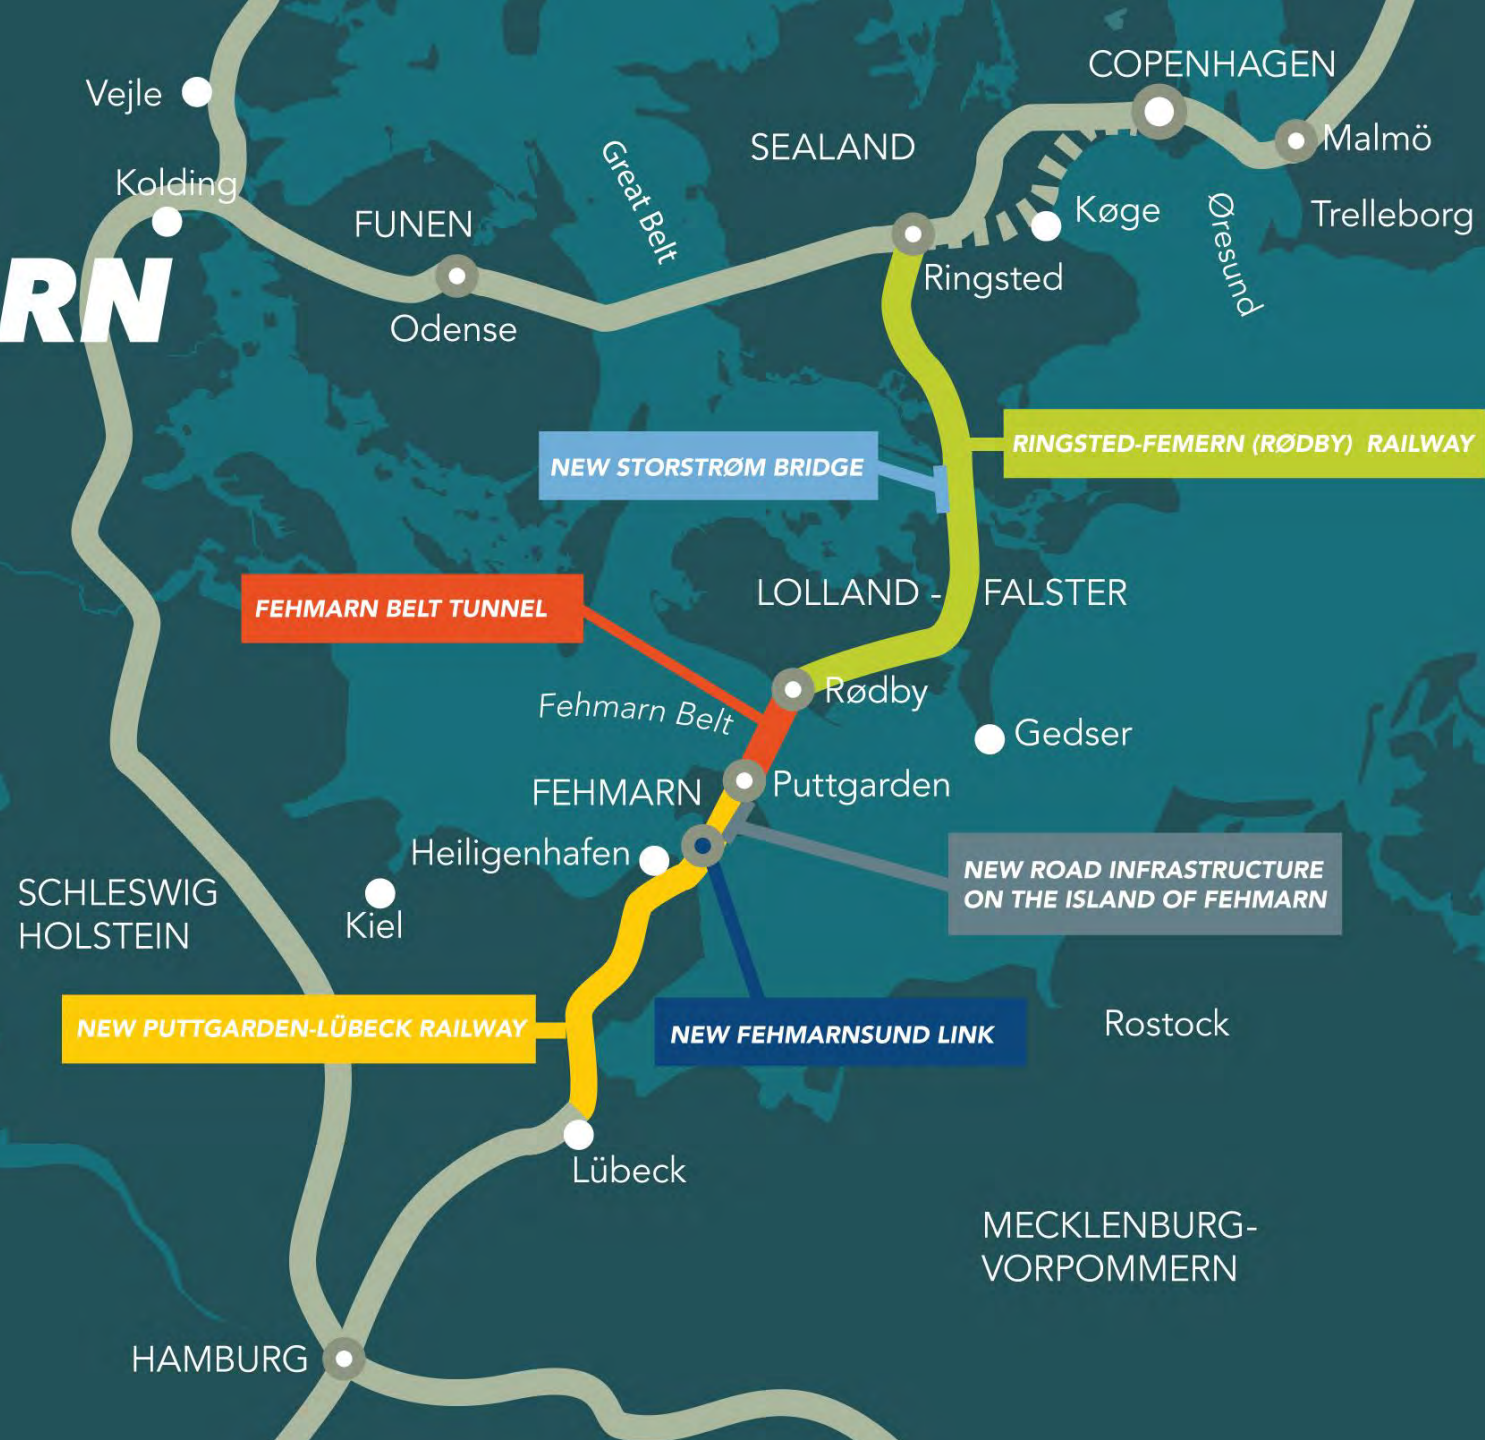 COPENHAGEN
Vejle
Malmö
SEALAND
Great Belt
Kolding
Køge
Øresund
Trelleborg
FUNEN
RN
Ringsted
Odense
RINGSTED-FEMERN (RØDBY) RAILWAY
NEW STORSTRØM BRIDGE
LOLLAND - FALSTER
FEHMARN BELT TUNNEL
Rødby
Fehmarn Belt
Gedser
FEHMARN
Puttgarden
Heiligenhafen
NEW ROAD INFRASTRUCTURE
ON THE ISLAND OF FEHMARN
SCHLESWIG
HOLSTEIN
Kiel
NEW PUTTGARDEN-LÜBECK RAILWAY
NEW FEHMARNSUND LINK
Rostock
Lübeck
MECKLENBURG-
VORPOMMERN
HAMBURG